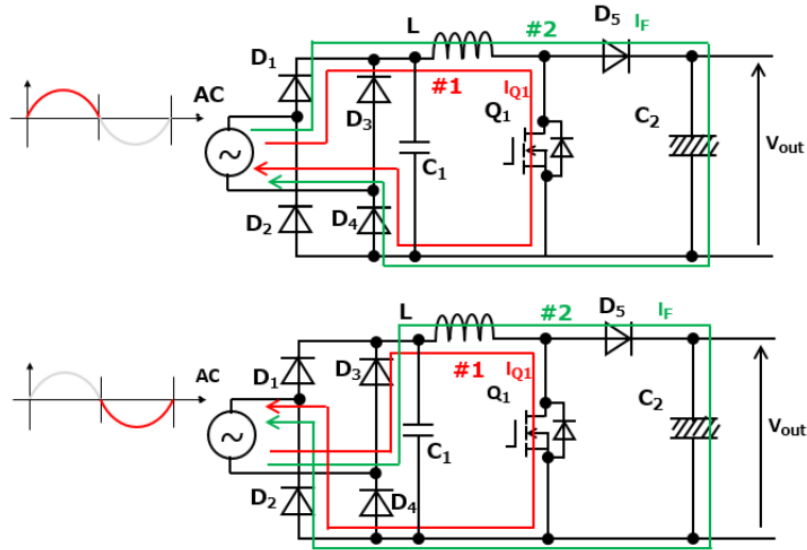 L #2 D5 IF
D1 #1 IQ1
AC D3 Q1 C2
C1 Vout
D2 D4
L #2 D5 IF
AC D1 D3 #1 IQ1
Q1 C2
C1 Vout
D2 D4